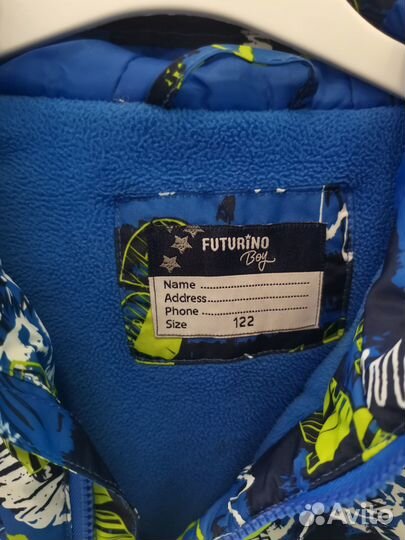 FUTURiNO
Boy
Name
Address
Phone
Size 122
Avito